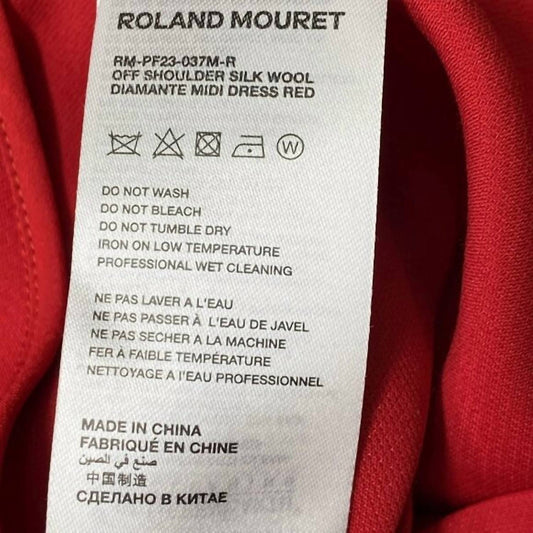 ROLAND MOURET
RM-PF23-037M-R
OFF SHOULDER SILK WOOL
DIAMANTE MIDI DRESS RED
W
DO NOT WASH
DO NOT BLEACH
DO NOT TUMBLE DRY
IRON ON LOW TEMPERATURE
PROFESSIONAL WET CLEANING
NE PAS LAVER A L'EAU
NE PAS PASSER À L'EAU DE JAVEL
NE PAS SECHER A LA MACHINE
FER À FAIBLE TEMPÉRATURE
NETTOYAGE A l'EAU PROFESSIONNEL
MADE IN CHINA
FABRIQUÉ EN CHINE
صنع في الصين
中国制造
СДЕЛАНО В КИТАЕ